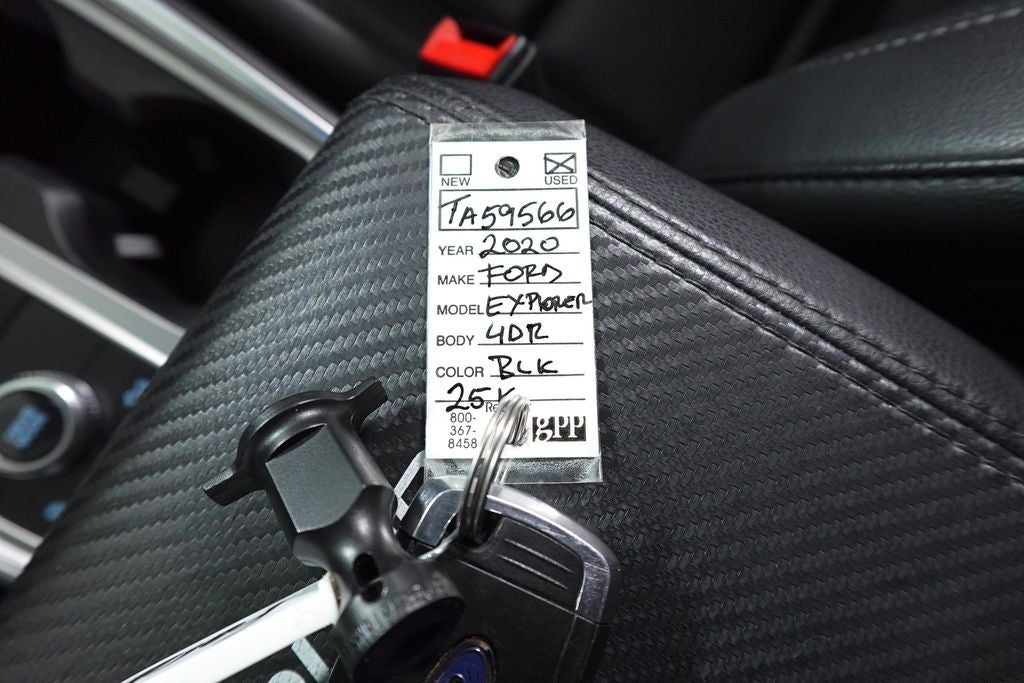 NEW USED
TA59566
YEAR 2020
MAKE FORD
MODEL EXPLORER
BODY 4DR
COLOR BLK
25K
800-
367-
8458
gPP